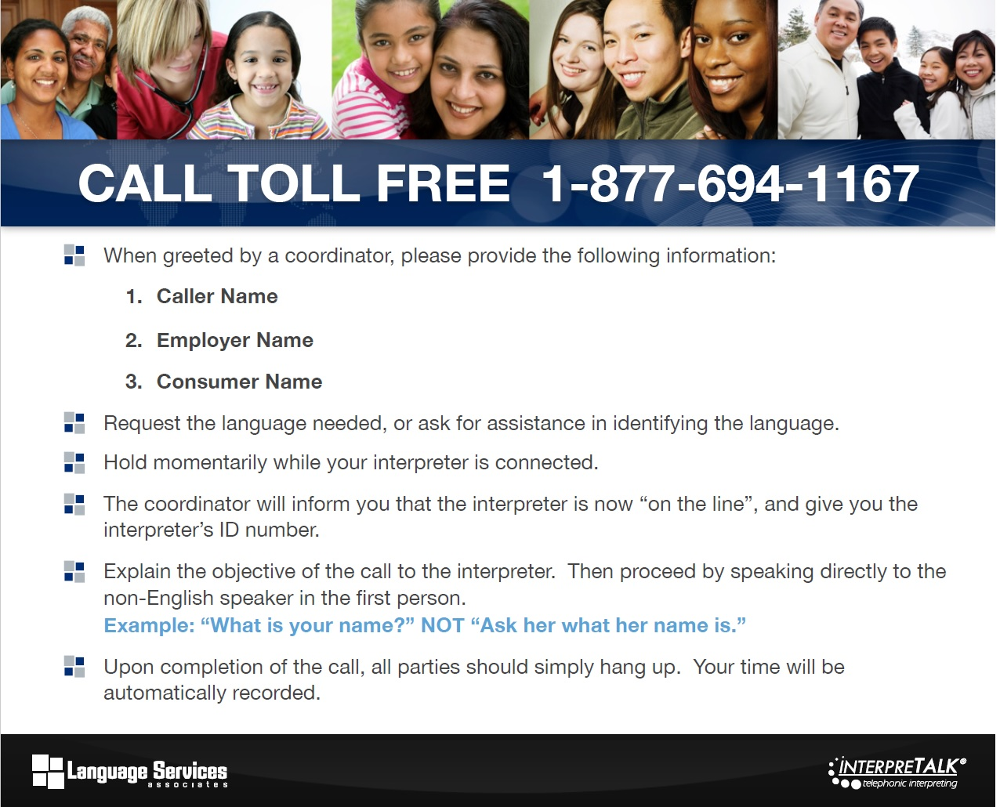 CALL TOLL FREE 1-877-694-1167
When greeted by a coordinator, please provide the following information:
1. Caller Name
2. Employer Name
3. Consumer Name
Request the language needed, or ask for assistance in identifying the language.
Hold momentarily while your interpreter is connected.
The coordinator will inform you that the interpreter is now “on the line”, and give you the
interpreter’s ID number.
Explain the objective of the call to the interpreter. Then proceed by speaking directly to the
non-English speaker in the first person.
Example: “What is your name?” NOT “Ask her what her name is.”
Upon completion of the call, all parties should simply hang up. Your time will be
automatically recorded.
Language Services
associates
INTERPRETALK®
telephonic interpreting